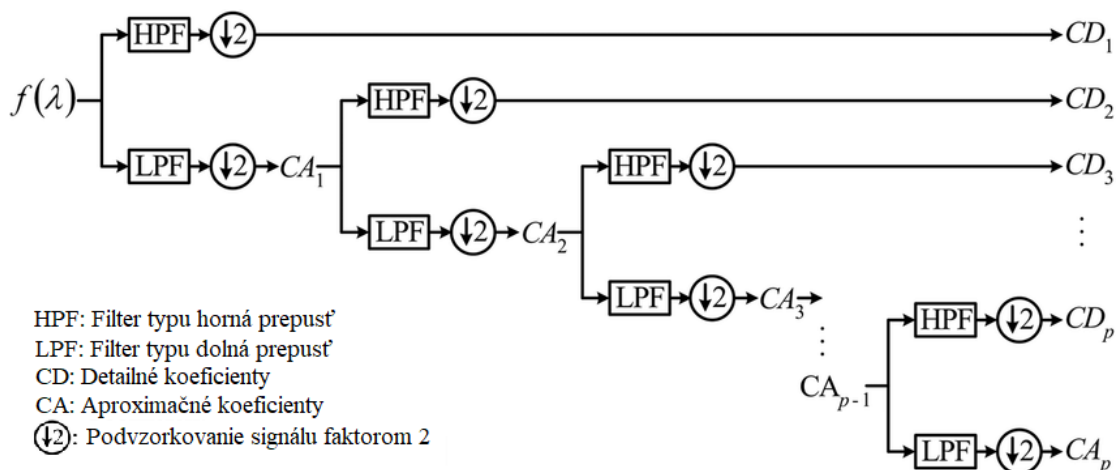 HPF ↓2 CD₁
f(λ)
HPF ↓2 CD₂
LPF ↓2 CA₁
HPF ↓2 CD₃
LPF ↓2 CA₂
⋮
LPF ↓2 CA₃
HPF: Filter typu horná prepusť
HPF ↓2 CDₚ
LPF: Filter typu dolná prepusť
⋮
CD: Detailné koeficienty
CAₚ₋₁
CA: Aproximačné koeficienty
↓2: Podvzorkovanie signálu faktorom 2
LPF ↓2 CAₚ